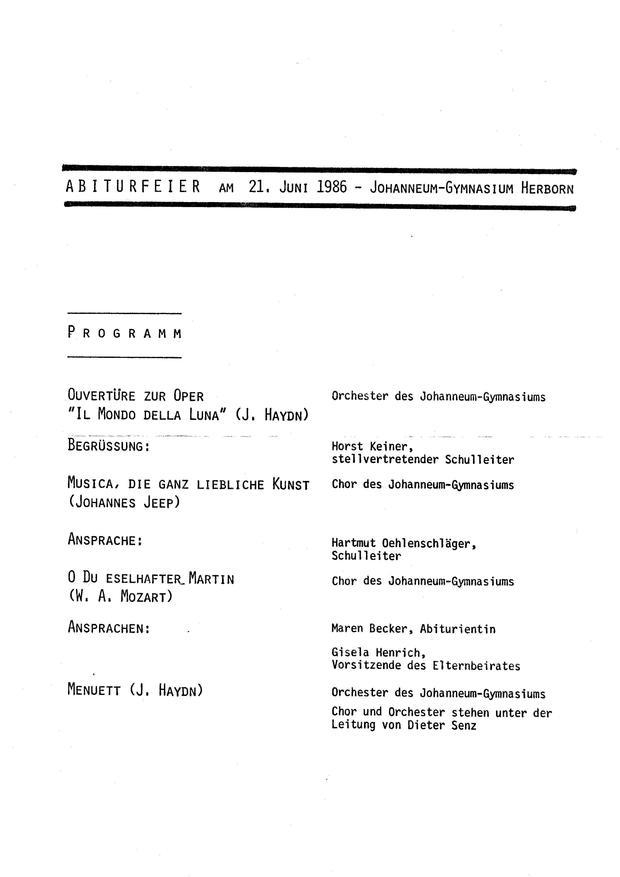 ABITURFEIER AM 21. JUNI 1986 - JOHANNEUM-GYMNASIUM HERBORN
PROGRAMM
OUVERTÜRE ZUR OPER Orchester des Johanneum-Gymnasiums
"IL MONDO DELLA LUNA" (J. HAYDN)
BEGRÜSSUNG: Horst Keiner,
stellvertretender Schulleiter
MUSICA, DIE GANZ LIEBLICHE KUNST Chor des Johanneum-Gymnasiums
(JOHANNES JEEP)
ANSPRACHE: Hartmut Oehlenschläger,
Schulleiter
O DU ESELHAFTER MARTIN Chor des Johanneum-Gymnasiums
(W. A. MOZART)
ANSPRACHEN: Maren Becker, Abiturientin
Gisela Henrich,
Vorsitzende des Elternbeirates
MENUETT (J. HAYDN) Orchester des Johanneum-Gymnasiums
Chor und Orchester stehen unter der
Leitung von Dieter Senz